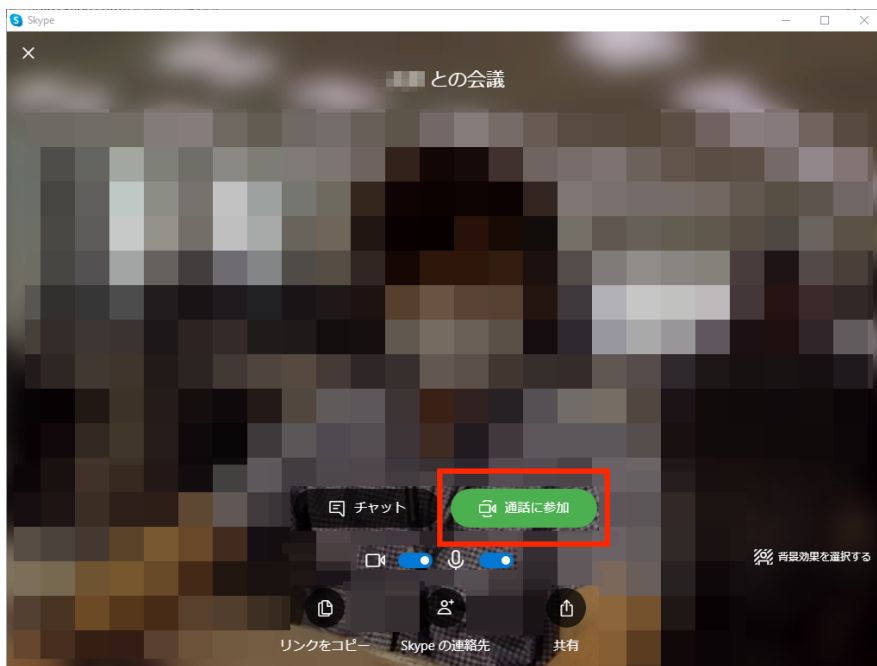 Skype
との会議
チャット
通話に参加
背景効果を選択する
リンクをコピー
Skype の連絡先
共有